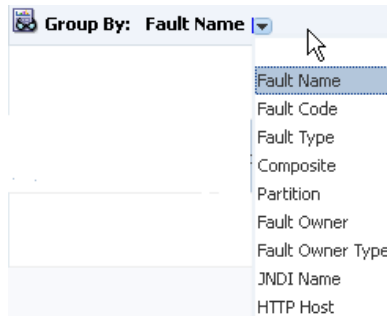 Group By: Fault Name
Fault Name
Fault Code
Fault Type
Composite
Partition
Fault Owner
Fault Owner Type
JNDI Name
HTTP Host